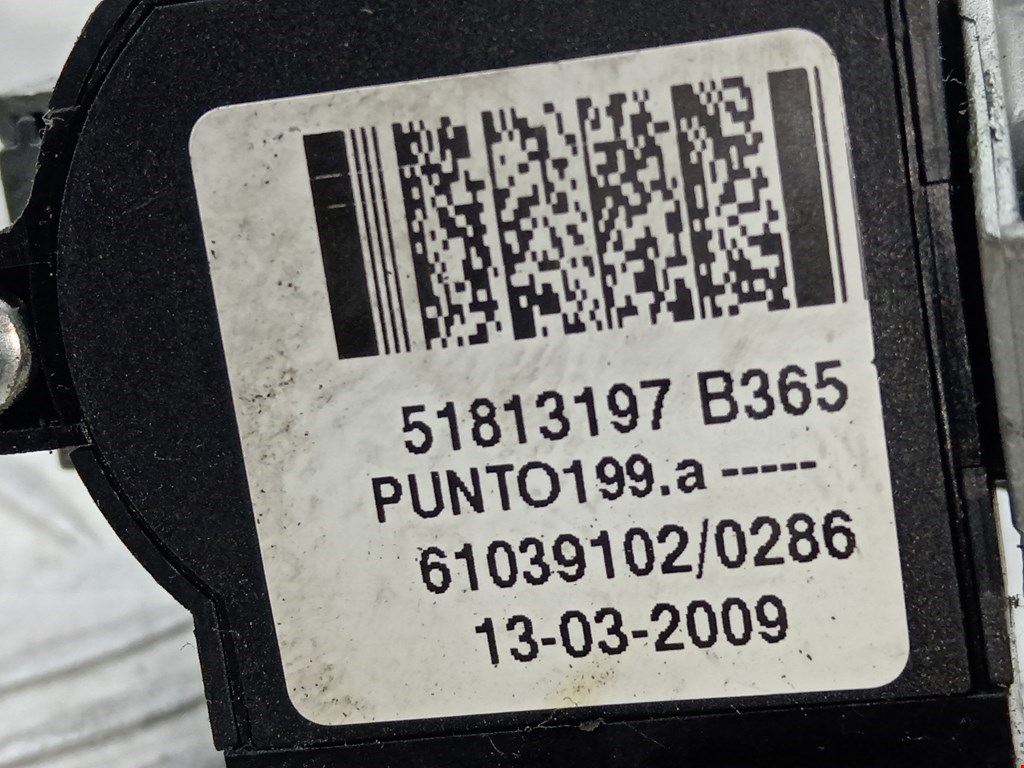 51813197 B365
PUNTO199.a -----
61039102/0286
13-03-2009